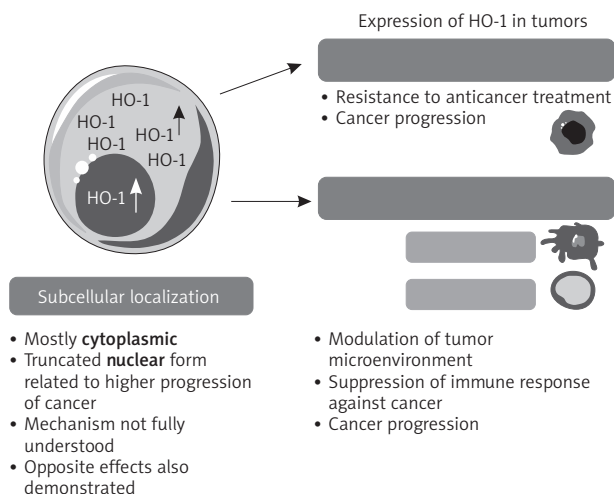 Expression of HO-1 in tumors
HO-1
HO-1
HO-1
HO-1
HO-1
HO-1
• Resistance to anticancer treatment
• Cancer progression
Subcellular localization
• Mostly cytoplasmic
• Truncated nuclear form
related to higher progression
of cancer
• Mechanism not fully
understood
• Opposite effects also
demonstrated
• Modulation of tumor
microenvironment
• Suppression of immune response
against cancer
• Cancer progression